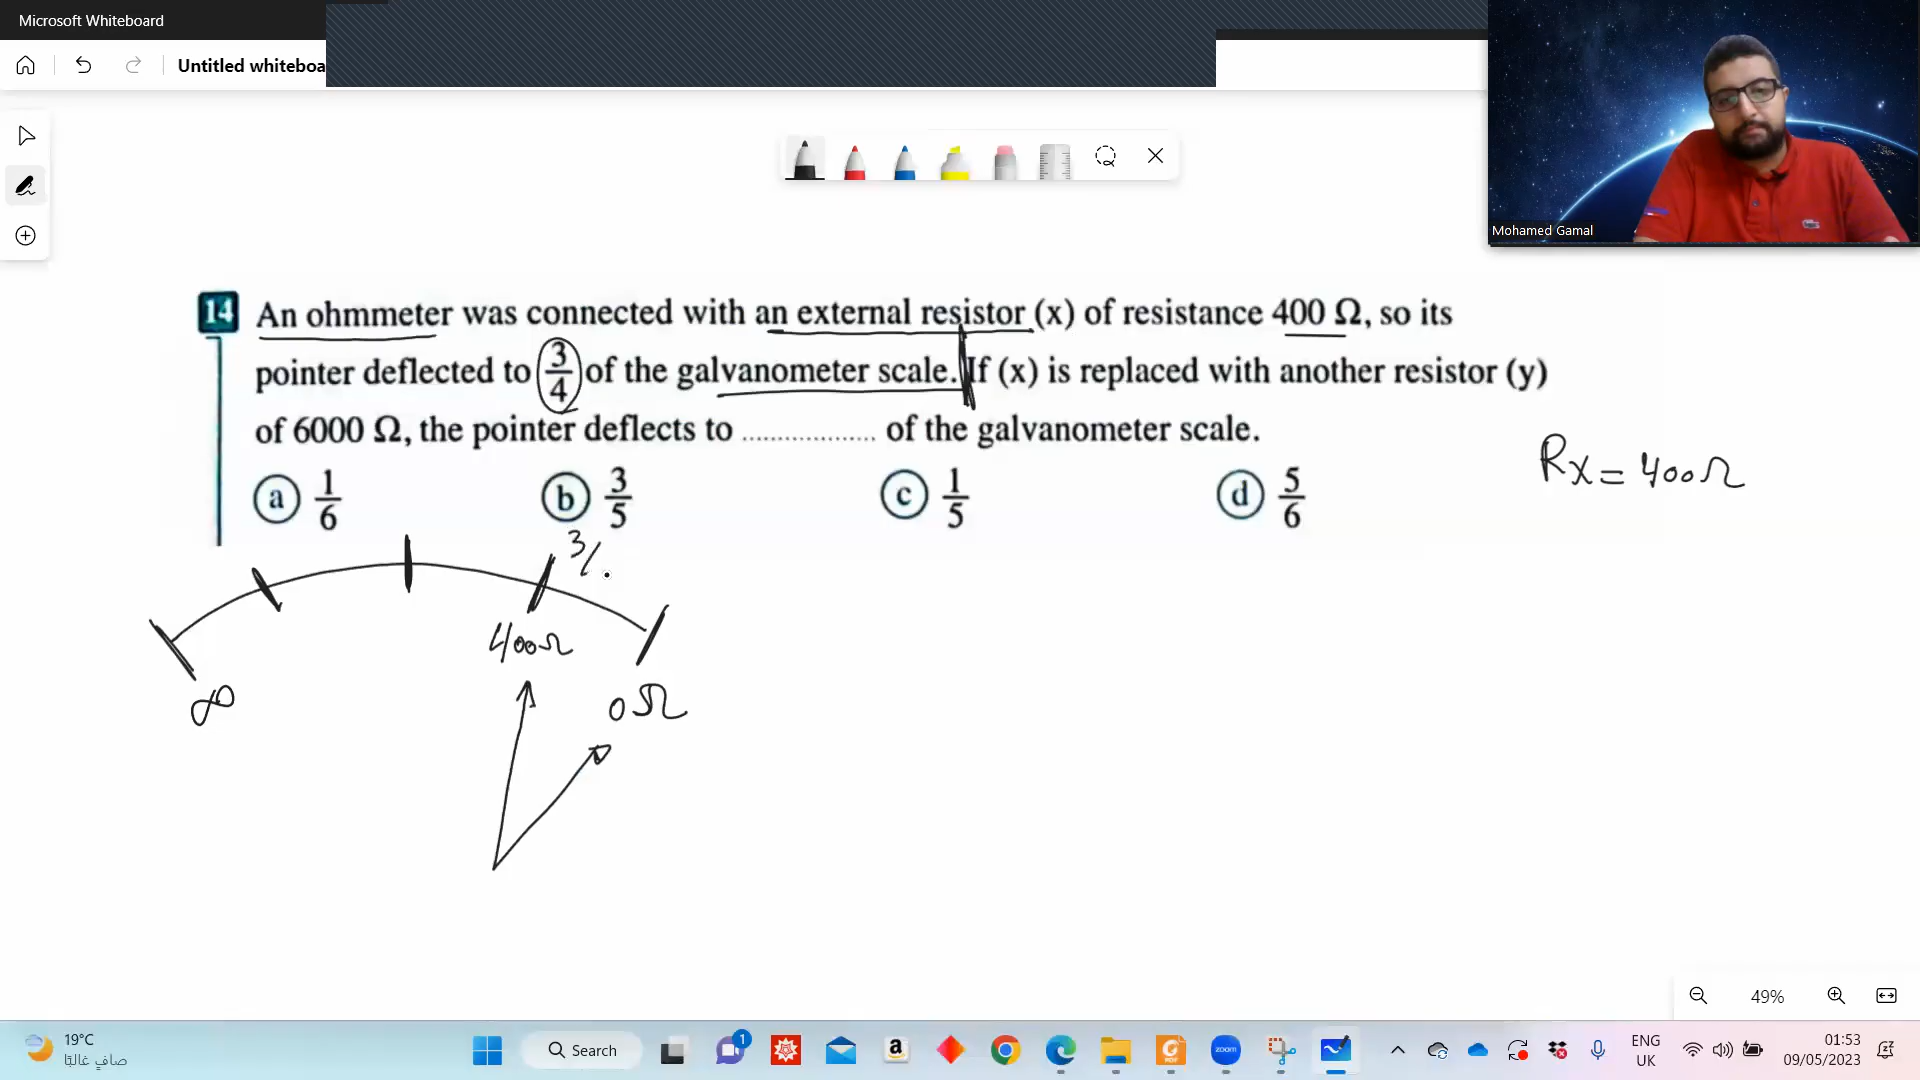 Microsoft Whiteboard
Untitled whiteboa
Mohamed Gamal
14 An ohmmeter was connected with an external resistor (x) of resistance 400 Ω, so its
pointer deflected to 3/4 of the galvanometer scale. If (x) is replaced with another resistor (y)
of 6000 Ω, the pointer deflects to .................. of the galvanometer scale.
a 1/6 b 3/5 c 1/5 d 5/6
Rx = 400Ω
3/
400Ω
∞
0Ω
49%
19°C
صافٍ غالبًا
Search
1
zoom
ENG
UK
01:53
09/05/2023